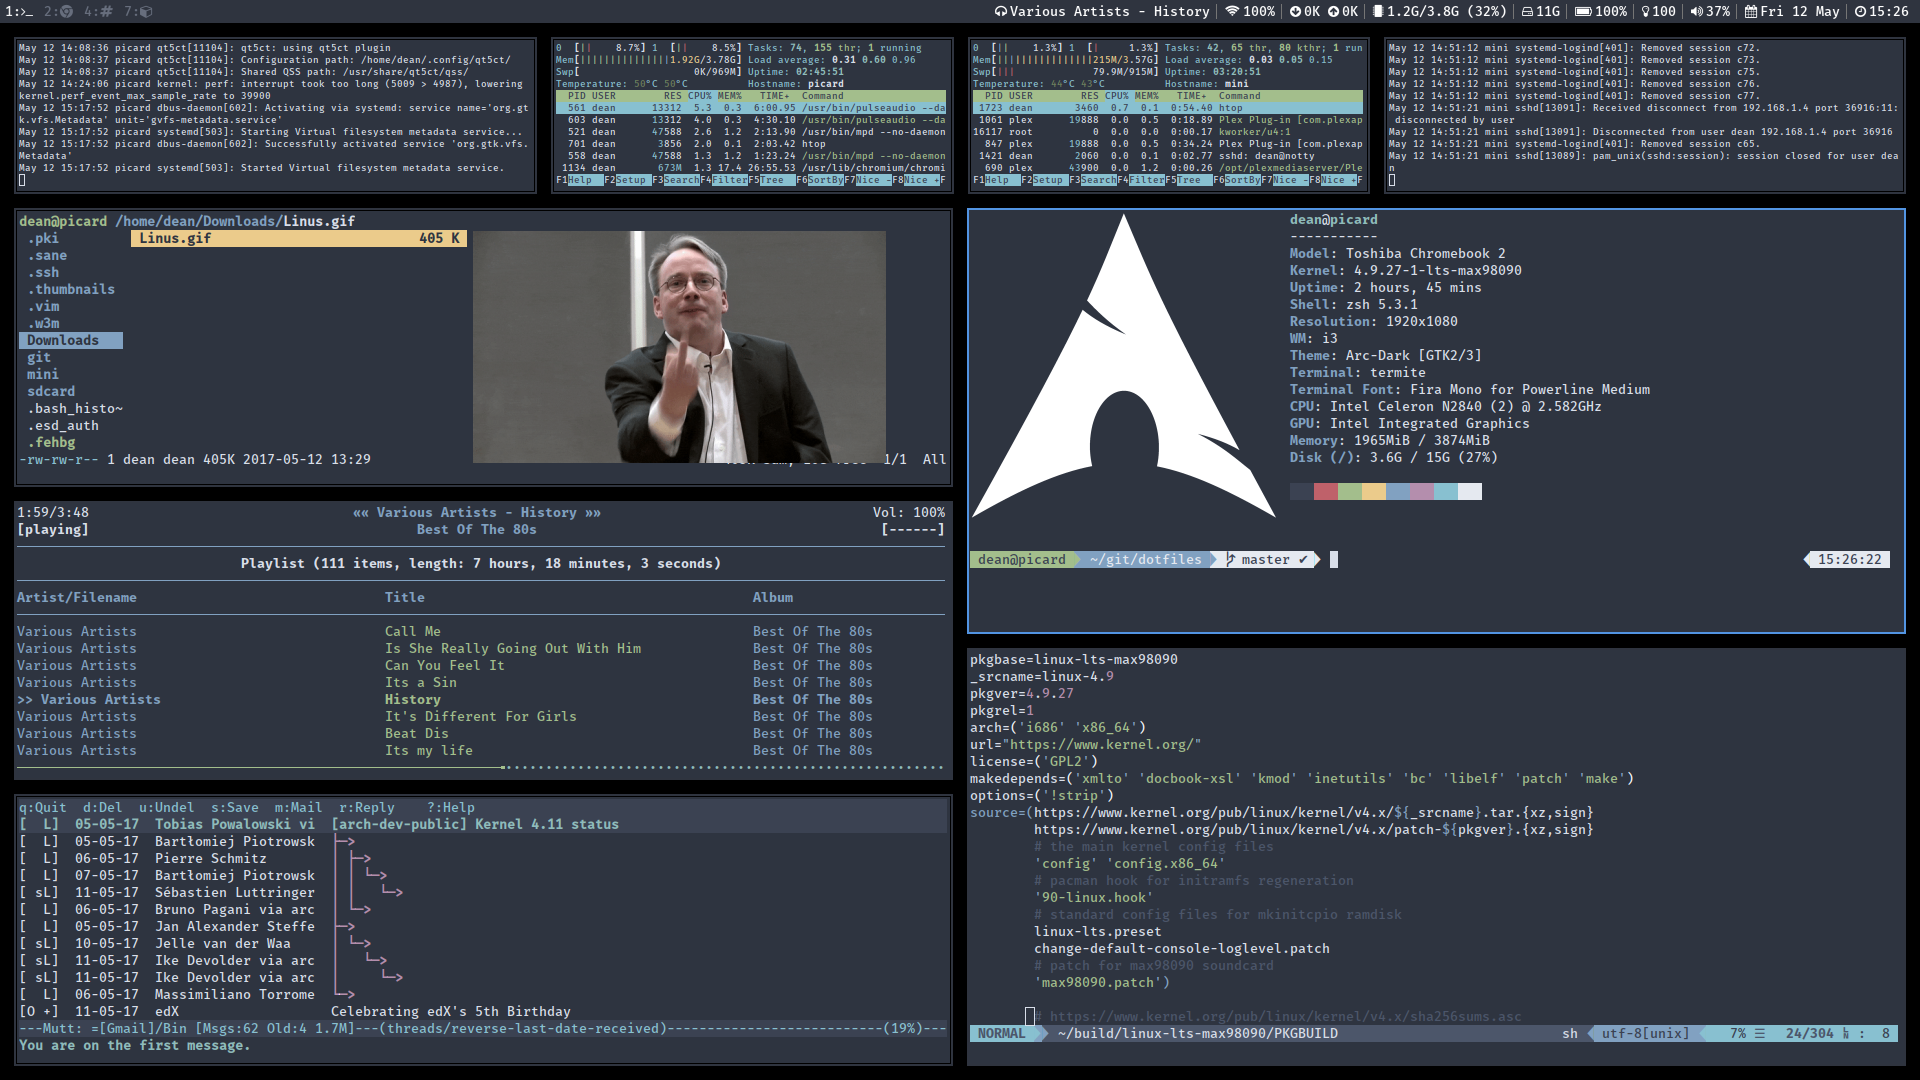 1:>_ 2: 4:# 7:
Various Artists - History 100% 0K 0K 1.2G/3.8G (32%) 11G 100% 100 37% Fri 12 May 15:26
May 12 14:08:36 picard qt5ct[11104]: qt5ct: using qt5ct plugin
May 12 14:08:37 picard qt5ct[11104]: Configuration path: /home/dean/.config/qt5ct/
May 12 14:08:37 picard qt5ct[11104]: Shared QSS path: /usr/share/qt5ct/qss/
May 12 14:24:06 picard kernel: perf: interrupt took too long (5009 > 4987), lowering
kernel.perf_event_max_sample_rate to 39900
May 12 15:17:52 picard dbus-daemon[602]: Activating via systemd: service name='org.gt
k.vfs.Metadata' unit='gvfs-metadata.service'
May 12 15:17:52 picard systemd[503]: Starting Virtual filesystem metadata service...
May 12 15:17:52 picard dbus-daemon[602]: Successfully activated service 'org.gtk.vfs.
Metadata'
May 12 15:17:52 picard systemd[503]: Started Virtual filesystem metadata service.
0 [|| 8.7%] 1 [|| 8.5%] Tasks: 74, 155 thr; 1 running
Mem[|||||||||||||||1.92G/3.78G] Load average: 0.31 0.60 0.96
Swp[ 0K/969M] Uptime: 02:45:51
Temperature: 50°C 50°C Hostname: picard
PID USER RES CPU% MEM% TIME+ Command
561 dean 13312 5.3 0.3 6:00.95 /usr/bin/pulseaudio --da
603 dean 13312 4.0 0.3 4:30.10 /usr/bin/pulseaudio --da
521 dean 47588 2.6 1.2 2:13.90 /usr/bin/mpd --no-daemon
701 dean 3856 2.0 0.1 2:03.42 htop
558 dean 47588 1.3 1.2 1:23.24 /usr/bin/mpd --no-daemon
1134 dean 673M 1.3 17.4 26:55.53 /usr/lib/chromium/chromi
F1Help F2Setup F3SearchF4FilterF5Tree F6SortByF7Nice -F8Nice +F
0 [|| 1.3%] 1 [| 1.3%] Tasks: 42, 65 thr, 80 kthr; 1 run
Mem[||||||||||||||||215M/3.57G] Load average: 0.03 0.05 0.15
Swp[||| 79.9M/915M] Uptime: 03:20:51
Temperature: 44°C 43°C Hostname: mini
PID USER RES CPU% MEM% TIME+ Command
1723 dean 3460 0.7 0.1 0:54.40 htop
1061 plex 19888 0.0 0.5 0:18.89 Plex Plug-in [com.plexap
16117 root 0 0.0 0.0 0:00.17 kworker/u4:1
847 plex 19888 0.0 0.5 0:34.24 Plex Plug-in [com.plexap
1421 dean 2060 0.0 0.1 0:02.77 sshd: dean@notty
690 plex 43900 0.0 1.2 0:00.26 /opt/plexmediaserver/Ple
F1Help F2Setup F3SearchF4FilterF5Tree F6SortByF7Nice -F8Nice +F
May 12 14:51:12 mini systemd-logind[401]: Removed session c72.
May 12 14:51:12 mini systemd-logind[401]: Removed session c73.
May 12 14:51:12 mini systemd-logind[401]: Removed session c75.
May 12 14:51:12 mini systemd-logind[401]: Removed session c76.
May 12 14:51:12 mini systemd-logind[401]: Removed session c77.
May 12 14:51:21 mini sshd[13091]: Received disconnect from 192.168.1.4 port 36916:11:
disconnected by user
May 12 14:51:21 mini sshd[13091]: Disconnected from user dean 192.168.1.4 port 36916
May 12 14:51:21 mini systemd-logind[401]: Removed session c65.
May 12 14:51:21 mini sshd[13089]: pam_unix(sshd:session): session closed for user dea
n
dean@picard /home/dean/Downloads/Linus.gif
.pki Linus.gif 405 K
.sane
.ssh
.thumbnails
.vim
.w3m
Downloads
git
mini
sdcard
.bash_histo~
.esd_auth
.fehbg
-rw-rw-r-- 1 dean dean 405K 2017-05-12 13:29 1/1 All
1:59/3:48 «« Various Artists - History »» Vol: 100%
[playing] Best Of The 80s [------]
Playlist (111 items, length: 7 hours, 18 minutes, 3 seconds)
Artist/Filename Title Album
Various Artists Call Me Best Of The 80s
Various Artists Is She Really Going Out With Him Best Of The 80s
Various Artists Can You Feel It Best Of The 80s
Various Artists Its a Sin Best Of The 80s
>> Various Artists History Best Of The 80s
Various Artists It's Different For Girls Best Of The 80s
Various Artists Beat Dis Best Of The 80s
Various Artists Its my life Best Of The 80s
q:Quit d:Del u:Undel s:Save m:Mail r:Reply ?:Help
[ L] 05-05-17 Tobias Powalowski vi [arch-dev-public] Kernel 4.11 status
[ L] 05-05-17 Bartłomiej Piotrowsk ├─>
[ L] 06-05-17 Pierre Schmitz │ ├─>
[ L] 07-05-17 Bartłomiej Piotrowsk │ │ └─>
[ sL] 11-05-17 Sébastien Luttringer │ │ └─>
[ L] 06-05-17 Bruno Pagani via arc │ └─>
[ L] 05-05-17 Jan Alexander Steffe ├─>
[ sL] 10-05-17 Jelle van der Waa │ └─>
[ sL] 11-05-17 Ike Devolder via arc │ └─>
[ sL] 11-05-17 Ike Devolder via arc │ └─>
[ L] 06-05-17 Massimiliano Torrome └─>
[O +] 11-05-17 edX Celebrating edX's 5th Birthday
---Mutt: =[Gmail]/Bin [Msgs:62 Old:4 1.7M]---(threads/reverse-last-date-received)---------------------------(19%)---
You are on the first message.
dean@picard
-----------
Model: Toshiba Chromebook 2
Kernel: 4.9.27-1-lts-max98090
Uptime: 2 hours, 45 mins
Shell: zsh 5.3.1
Resolution: 1920x1080
WM: i3
Theme: Arc-Dark [GTK2/3]
Terminal: termite
Terminal Font: Fira Mono for Powerline Medium
CPU: Intel Celeron N2840 (2) @ 2.582GHz
GPU: Intel Integrated Graphics
Memory: 1965MiB / 3874MiB
Disk (/): 3.6G / 15G (27%)
dean@picard ~/git/dotfiles master ✔ 15:26:22
pkgbase=linux-lts-max98090
_srcname=linux-4.9
pkgver=4.9.27
pkgrel=1
arch=('i686' 'x86_64')
url="https://www.kernel.org/"
license=('GPL2')
makedepends=('xmlto' 'docbook-xsl' 'kmod' 'inetutils' 'bc' 'libelf' 'patch' 'make')
options=('!strip')
source=(https://www.kernel.org/pub/linux/kernel/v4.x/${_srcname}.tar.{xz,sign}
https://www.kernel.org/pub/linux/kernel/v4.x/patch-${pkgver}.{xz,sign}
# the main kernel config files
'config' 'config.x86_64'
# pacman hook for initramfs regeneration
'90-linux.hook'
# standard config files for mkinitcpio ramdisk
linux-lts.preset
change-default-console-loglevel.patch
# patch for max98090 soundcard
'max98090.patch')
# https://www.kernel.org/pub/linux/kernel/v4.x/sha256sums.asc
NORMAL ~/build/linux-lts-max98090/PKGBUILD sh utf-8[unix] 7% ☰ 24/304 : 8